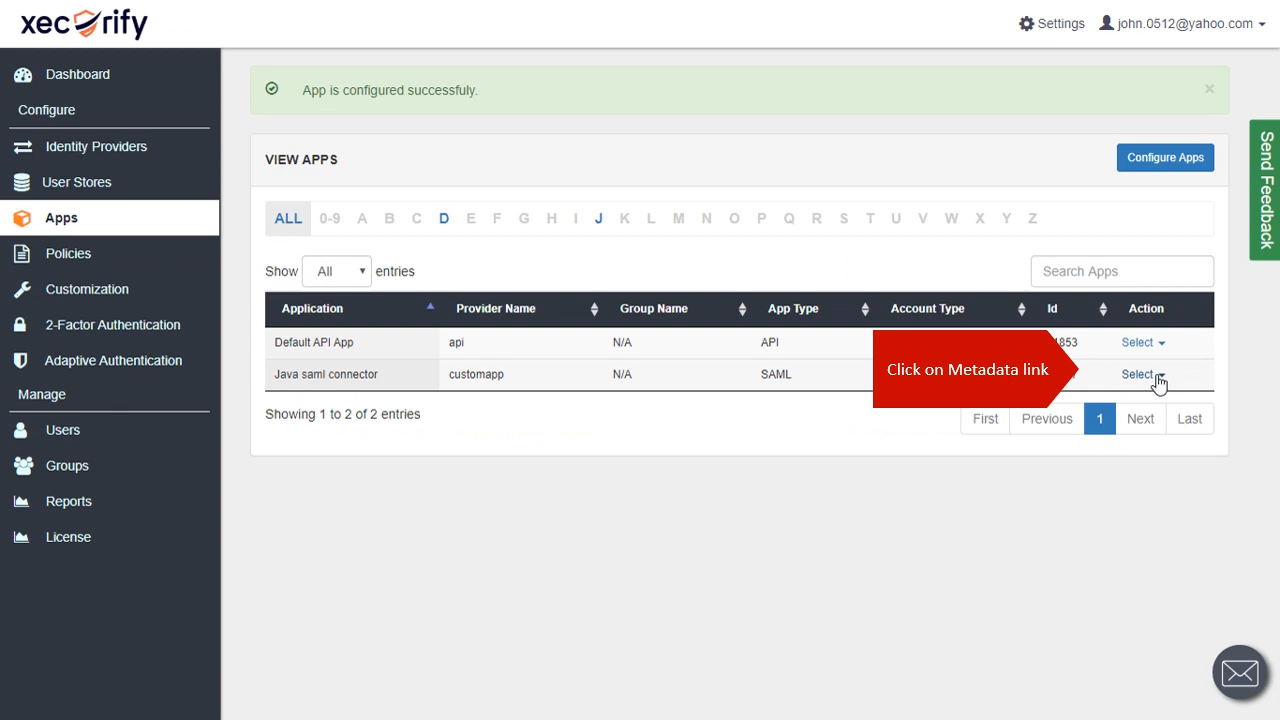 xecurify
Settings
john.0512@yahoo.com
Dashboard
Configure
Identity Providers
User Stores
Apps
Policies
Customization
2-Factor Authentication
Adaptive Authentication
Manage
Users
Groups
Reports
License
App is configured successfuly.
×
VIEW APPS
Configure Apps
ALL 0-9 A B C D E F G H I J K L M N O P Q R S T U V W X Y Z
Show All entries
Search Apps
Application Provider Name Group Name App Type Account Type Id Action
Default API App api N/A API 1853 Select
Java saml connector customapp N/A SAML Select
Click on Metadata link
Showing 1 to 2 of 2 entries
First Previous 1 Next Last
Send Feedback